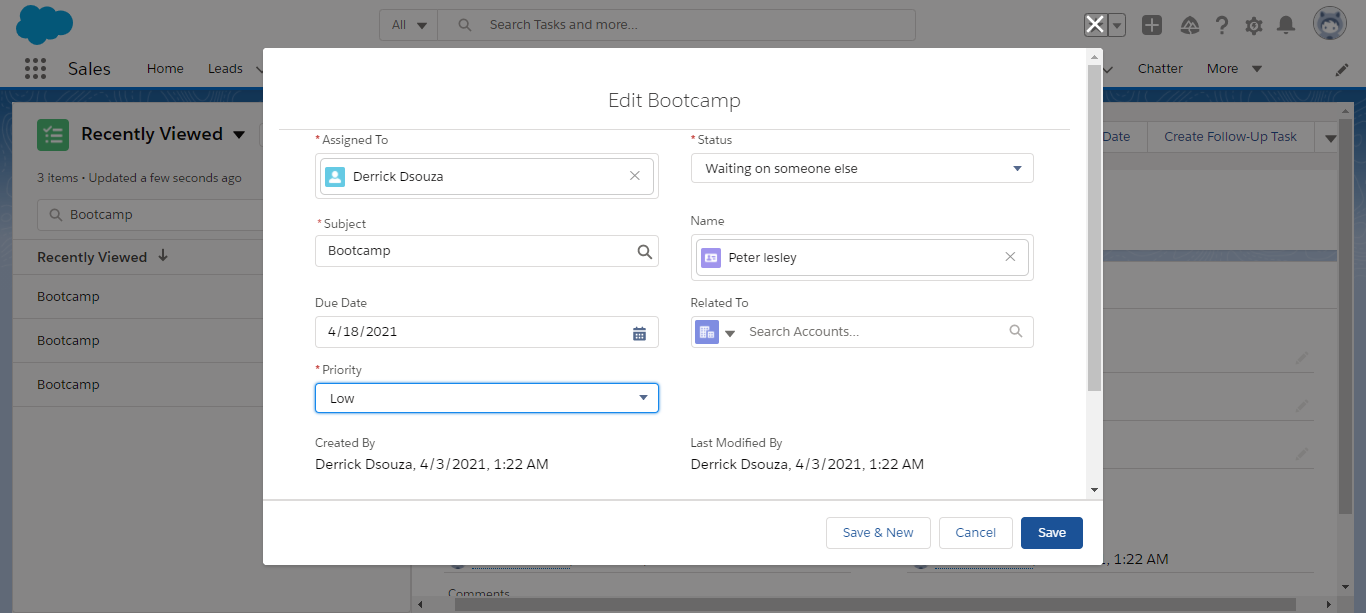 All
Search Tasks and more...
Sales
Home
Leads
Chatter
More
Recently Viewed
3 items • Updated a few seconds ago
Bootcamp
Recently Viewed
Bootcamp
Bootcamp
Bootcamp
Date
Create Follow-Up Task
Edit Bootcamp
* Assigned To
Derrick Dsouza
* Status
Waiting on someone else
* Subject
Bootcamp
Name
Peter lesley
Due Date
4/18/2021
Related To
Search Accounts...
* Priority
Low
Created By
Derrick Dsouza, 4/3/2021, 1:22 AM
Last Modified By
Derrick Dsouza, 4/3/2021, 1:22 AM
Save & New
Cancel
Save
, 1:22 AM
Comments